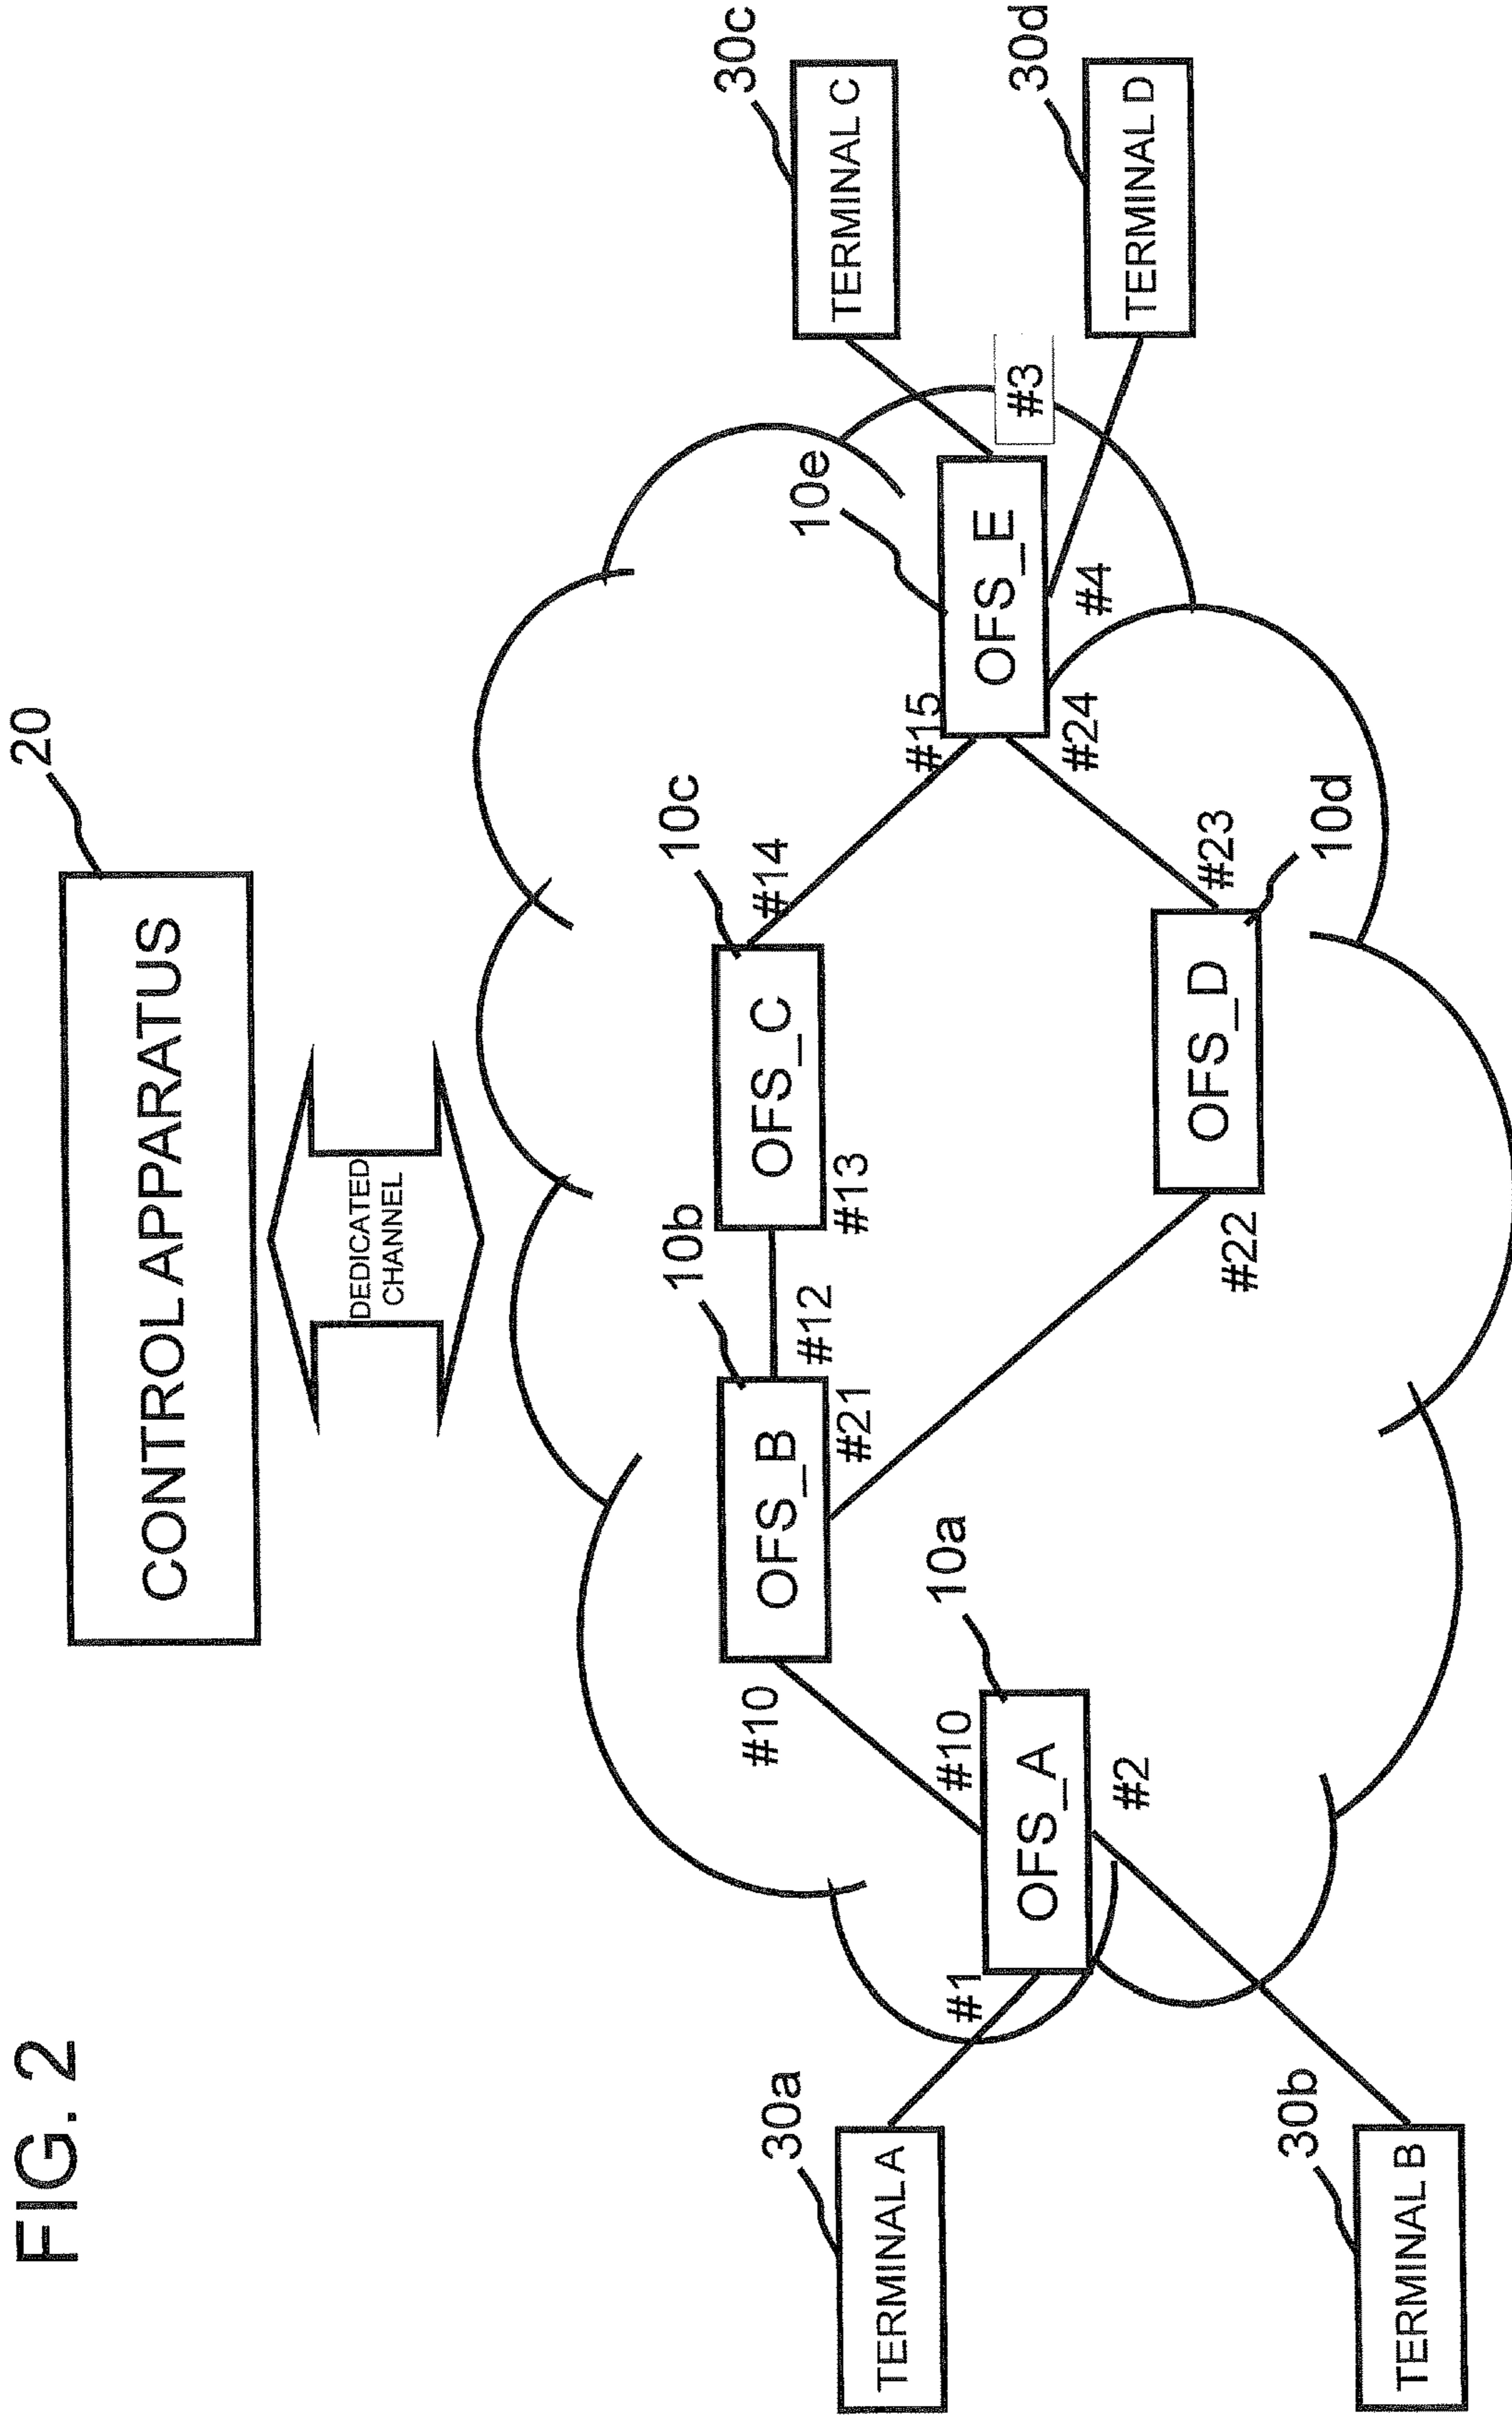 FIG. 2
20
CONTROL APPARATUS
DEDICATED
CHANNEL
10b
10c
10e
30c
#10
OFS_B
#12
#21
OFS_C
#13
#14
TERMINAL C
30a
TERMINAL A
#1
#10
10a
OFS_A
#2
#15
OFS_E
#3
#24
#4
30d
TERMINAL D
#22
OFS_D
#23
10d
30b
TERMINAL B